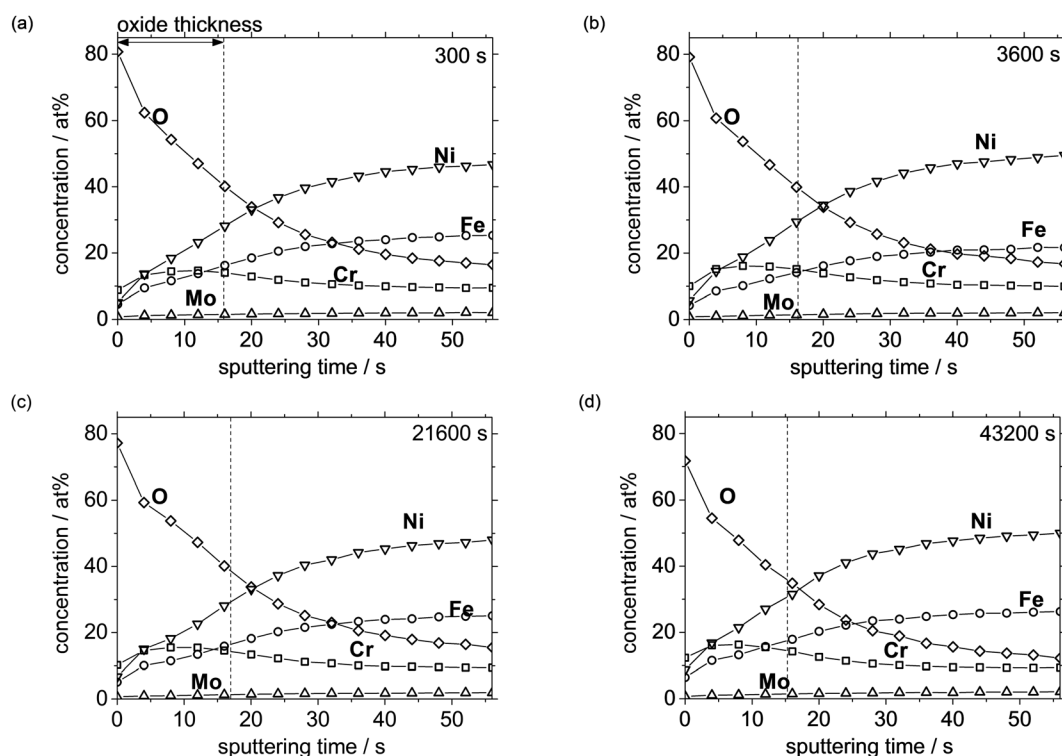 (a)
oxide thickness
300 s
80
60
40
20
0
concentration / at%
O
Ni
Fe
Cr
Mo
0 10 20 30 40 50
sputtering time / s
(b)
3600 s
80
60
40
20
0
concentration / at%
O
Ni
Fe
Cr
Mo
0 10 20 30 40 50
sputtering time / s
(c)
21600 s
80
60
40
20
0
concentration / at%
O
Ni
Fe
Cr
Mo
0 10 20 30 40 50
sputtering time / s
(d)
43200 s
80
60
40
20
0
concentration / at%
O
Ni
Fe
Cr
Mo
0 10 20 30 40 50
sputtering time / s